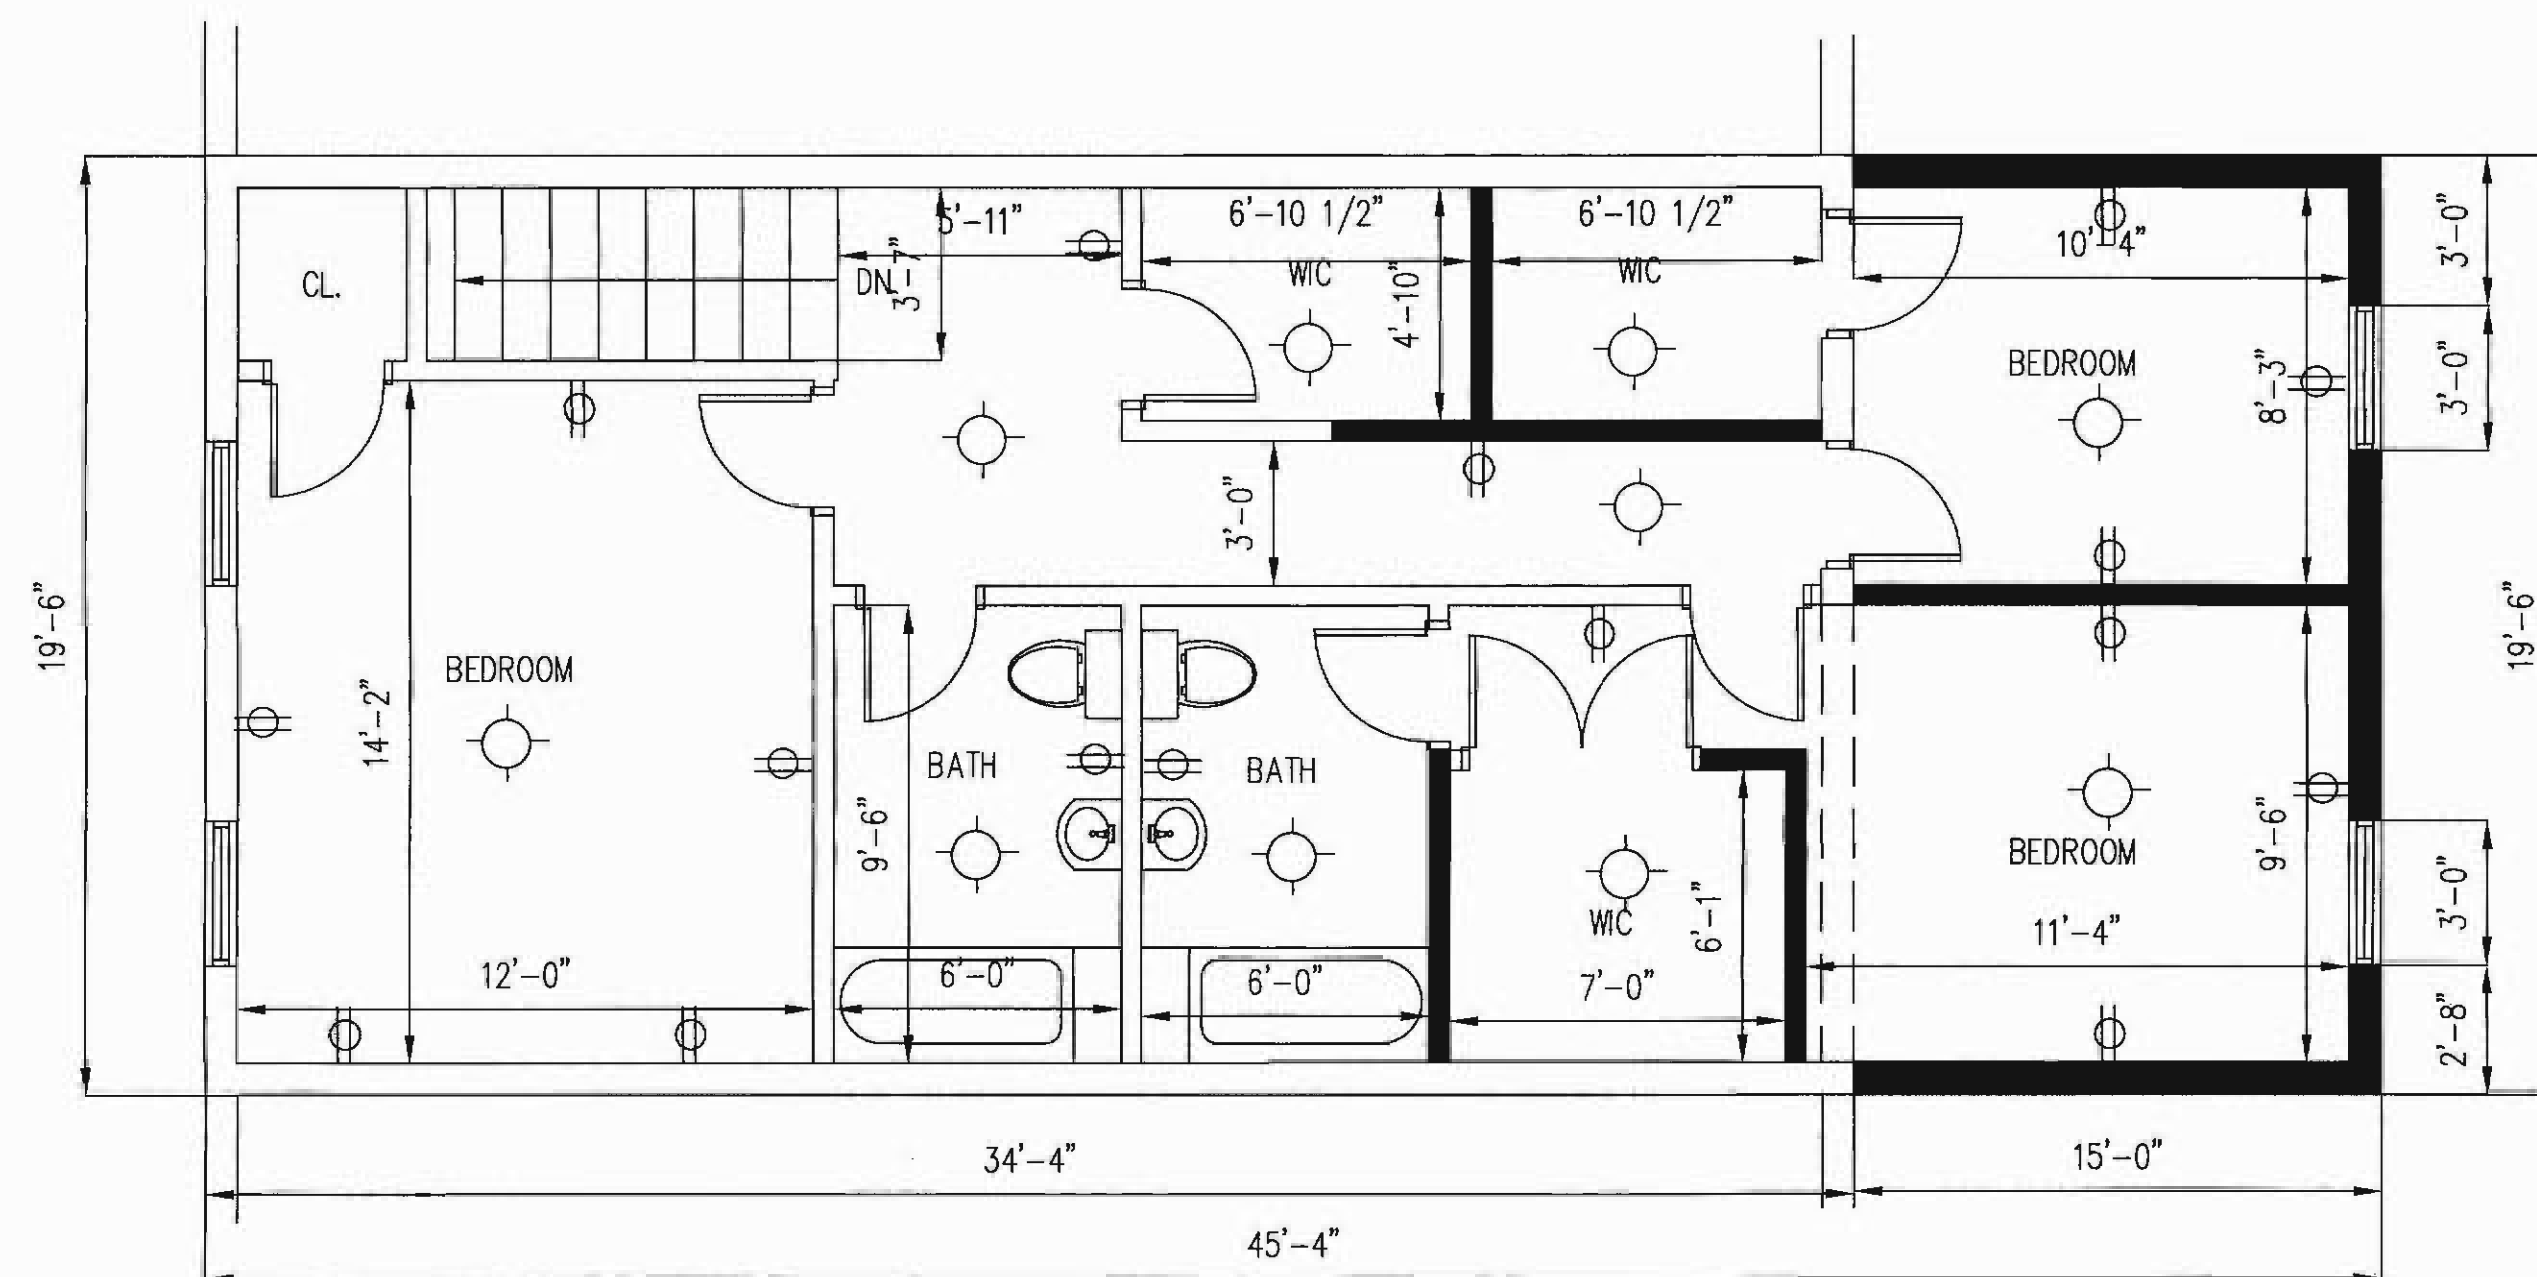 5'-11"
6'-10 1/2"
6'-10 1/2"
3'-0"
10'-4"
CL.
DN
3'-7"
WIC
4'-10"
WIC
BEDROOM
8'-3"
3'-0"
3'-0"
19'-6"
BEDROOM
14'-2"
BATH
BATH
9'-6"
WIC
6'-1"
BEDROOM
9'-6"
19'-6"
11'-4"
3'-0"
12'-0"
6'-0"
6'-0"
7'-0"
2'-8"
34'-4"
15'-0"
45'-4"